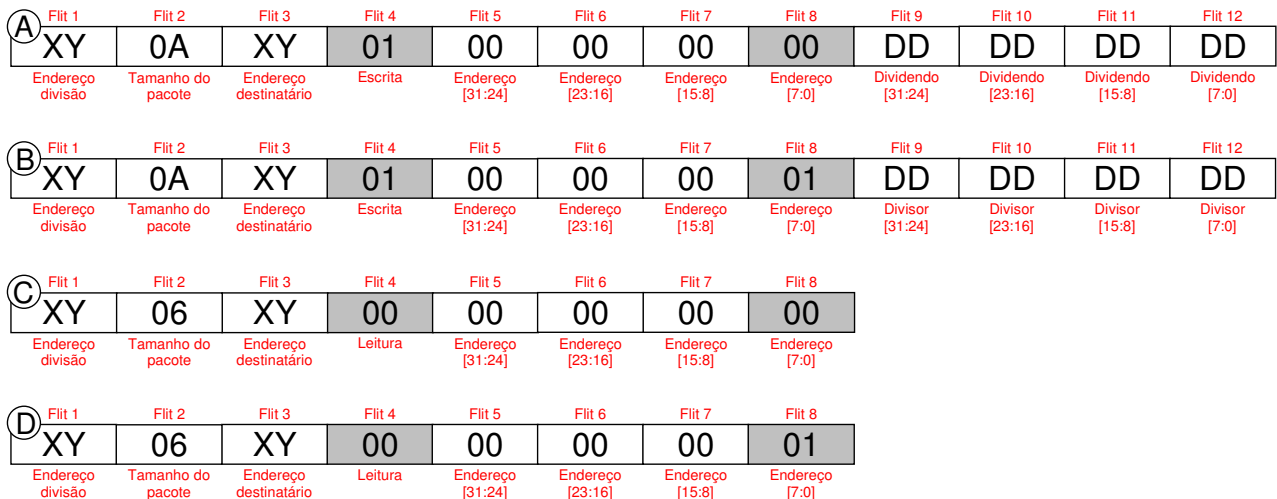 A
Flit 1 Flit 2 Flit 3 Flit 4 Flit 5 Flit 6 Flit 7 Flit 8 Flit 9 Flit 10 Flit 11 Flit 12
XY 0A XY 01 00 00 00 00 DD DD DD DD
Endereço Tamanho do Endereço Escrita Endereço Endereço Endereço Endereço Dividendo Dividendo Dividendo Dividendo
divisão pacote destinatário [31:24] [23:16] [15:8] [7:0] [31:24] [23:16] [15:8] [7:0]
B
Flit 1 Flit 2 Flit 3 Flit 4 Flit 5 Flit 6 Flit 7 Flit 8 Flit 9 Flit 10 Flit 11 Flit 12
XY 0A XY 01 00 00 00 01 DD DD DD DD
Endereço Tamanho do Endereço Escrita Endereço Endereço Endereço Endereço Divisor Divisor Divisor Divisor
divisão pacote destinatário [31:24] [23:16] [15:8] [7:0] [31:24] [23:16] [15:8] [7:0]
C
Flit 1 Flit 2 Flit 3 Flit 4 Flit 5 Flit 6 Flit 7 Flit 8
XY 06 XY 00 00 00 00 00
Endereço Tamanho do Endereço Leitura Endereço Endereço Endereço Endereço
divisão pacote destinatário [31:24] [23:16] [15:8] [7:0]
D
Flit 1 Flit 2 Flit 3 Flit 4 Flit 5 Flit 6 Flit 7 Flit 8
XY 06 XY 00 00 00 00 01
Endereço Tamanho do Endereço Leitura Endereço Endereço Endereço Endereço
divisão pacote destinatário [31:24] [23:16] [15:8] [7:0]